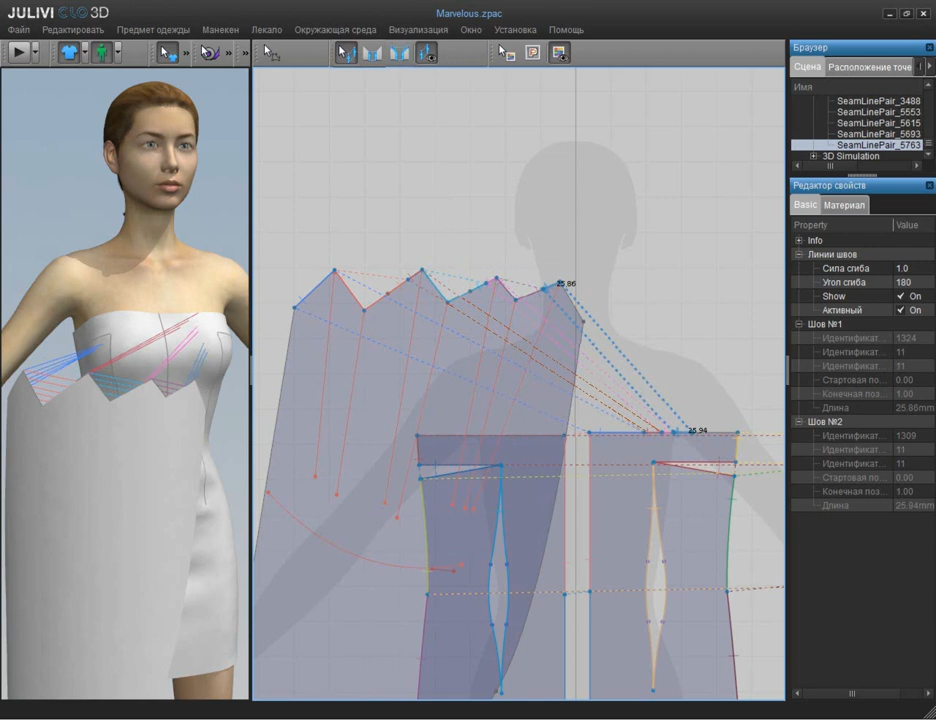 JULIVI CLO 3D
Marvelous.zpac
Файл Редактировать Предмет одежды Манекен Лекало Окружающая среда Визуализация Окно Установка Помощь
Браузер
Сцена Расположение точе
Имя
SeamLinePair_3488
SeamLinePair_5553
SeamLinePair_5615
SeamLinePair_5693
SeamLinePair_5763
3D Simulation
Редактор свойств
Basic Материал
Property Value
Info
Линии швов
Сила сгиба 1.0
Угол сгиба 180
Show On
Активный On
Шов №1
Идентификат... 1324
Идентификат... 11
Идентификат... 11
Стартовая по... 0.00
Конечная поз... 1.00
Длина 25.86mm
Шов №2
Идентификат... 1309
Идентификат... 11
Идентификат... 11
Стартовая по... 0.00
Конечная поз... 1.00
Длина 25.94mm
25.86
25.94